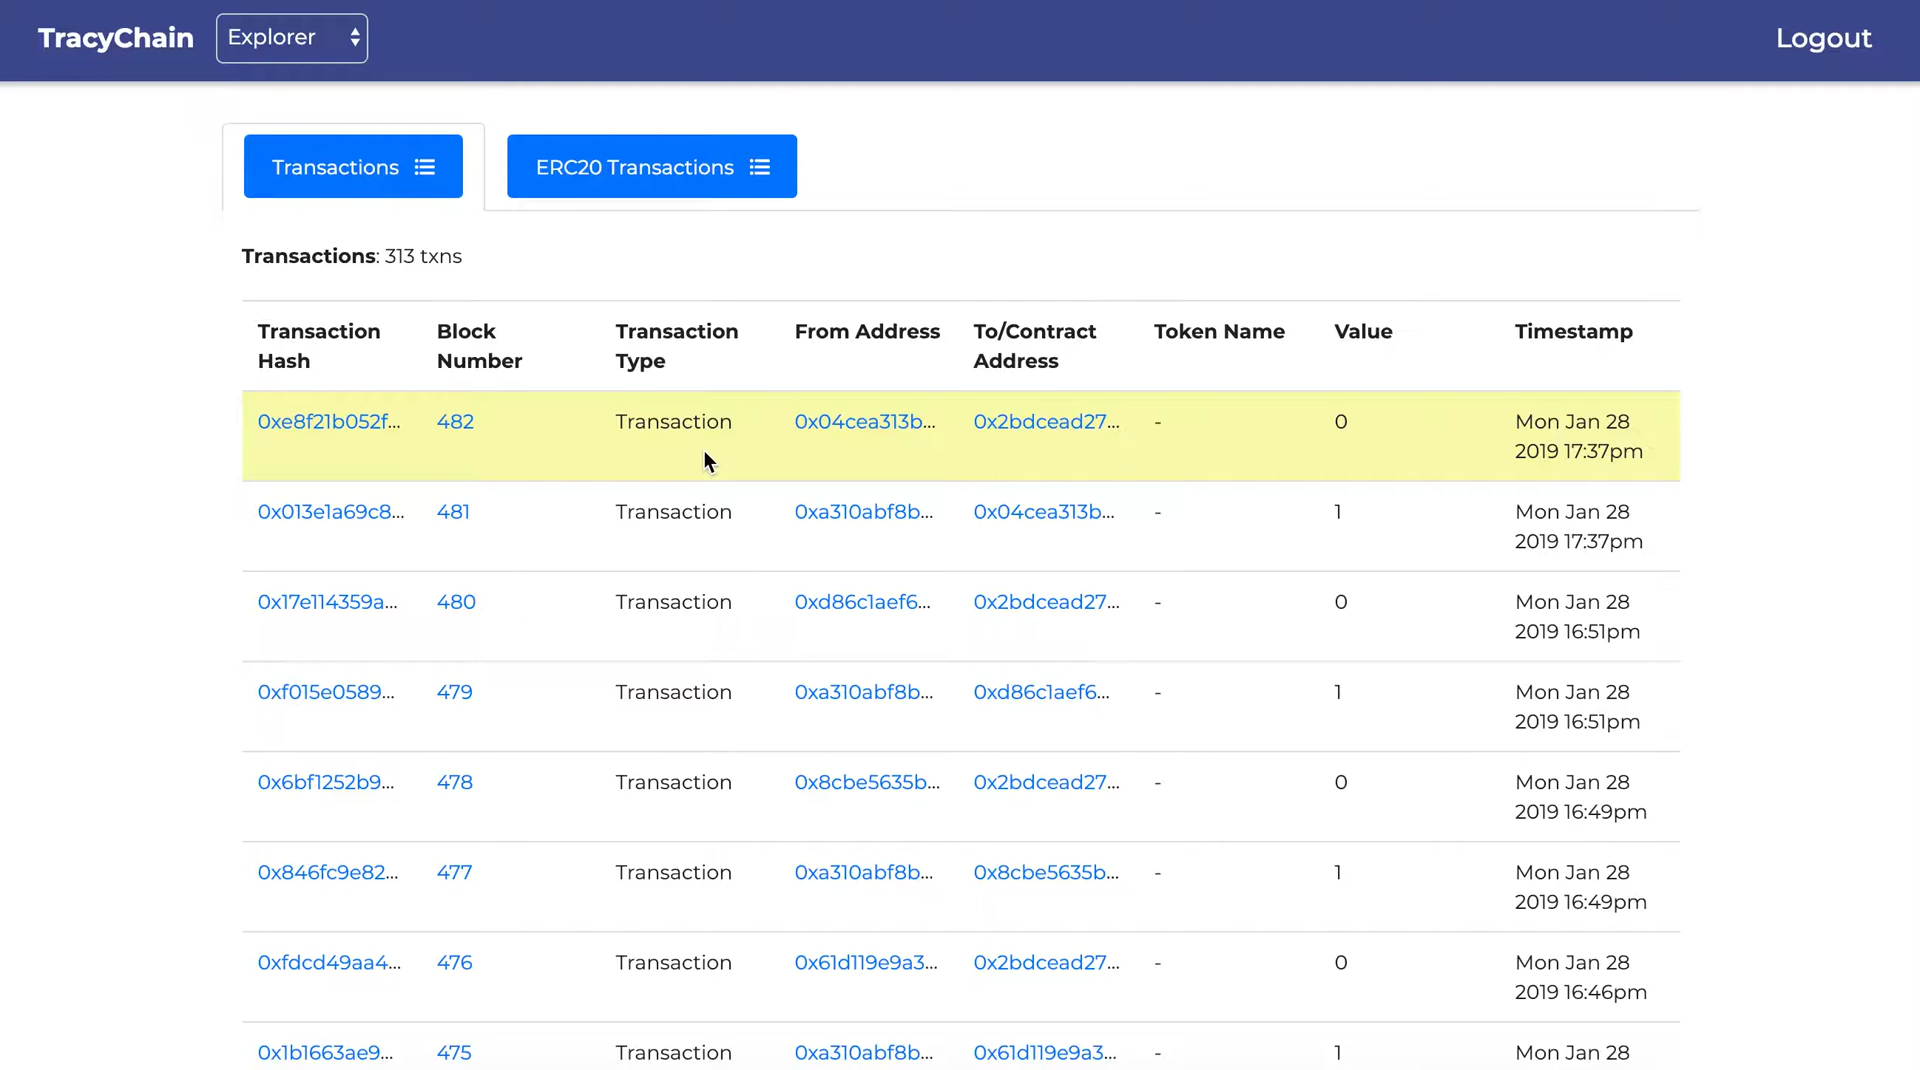 TracyChain Explorer Logout
Transactions ERC20 Transactions
Transactions: 313 txns
Transaction Hash Block Number Transaction Type From Address To/Contract Address Token Name Value Timestamp
0xe8f21b052f... 482 Transaction 0x04cea313b... 0x2bdcead27... - 0 Mon Jan 28 2019 17:37pm
0x013e1a69c8... 481 Transaction 0xa310abf8b... 0x04cea313b... - 1 Mon Jan 28 2019 17:37pm
0x17e114359a... 480 Transaction 0xd86c1aef6... 0x2bdcead27... - 0 Mon Jan 28 2019 16:51pm
0xf015e0589... 479 Transaction 0xa310abf8b... 0xd86c1aef6... - 1 Mon Jan 28 2019 16:51pm
0x6bf1252b9... 478 Transaction 0x8cbe5635b... 0x2bdcead27... - 0 Mon Jan 28 2019 16:49pm
0x846fc9e82... 477 Transaction 0xa310abf8b... 0x8cbe5635b... - 1 Mon Jan 28 2019 16:49pm
0xfdcd49aa4... 476 Transaction 0x61d119e9a3... 0x2bdcead27... - 0 Mon Jan 28 2019 16:46pm
0x1b1663ae9... 475 Transaction 0xa310abf8b... 0x61d119e9a3... - 1 Mon Jan 28